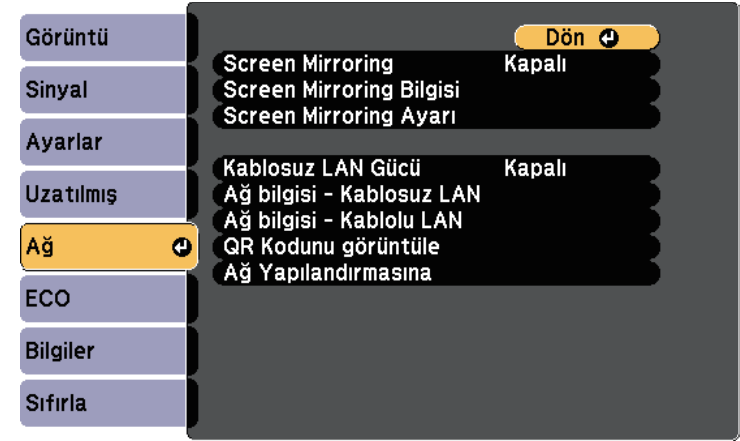 Görüntü
Sinyal
Ayarlar
Uzatılmış
Ağ
ECO
Bilgiler
Sıfırla
Dön
Screen Mirroring Kapalı
Screen Mirroring Bilgisi
Screen Mirroring Ayarı
Kablosuz LAN Gücü Kapalı
Ağ bilgisi - Kablosuz LAN
Ağ bilgisi - Kablolu LAN
QR Kodunu görüntüle
Ağ Yapılandırmasına